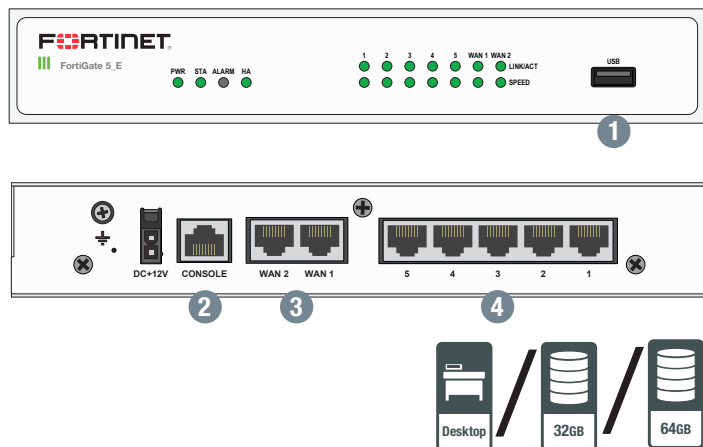 FORTINET
FortiGate 5_E
PWR STA ALARM HA
1 2 3 4 5 WAN 1 WAN 2
LINK/ACT
SPEED
USB
1
DC+12V CONSOLE WAN 2 WAN 1 5 4 3 2 1
2 3 4
Desktop / 32GB / 64GB